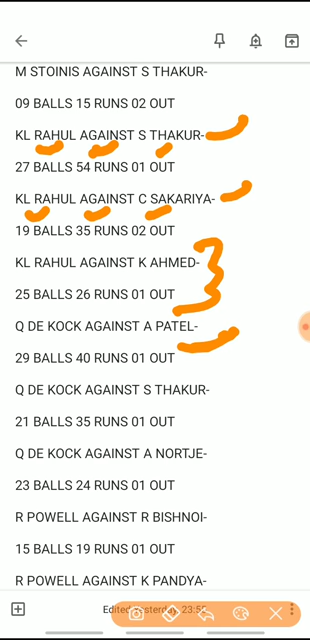 M STOINIS AGAINST S THAKUR-
09 BALLS 15 RUNS 02 OUT
KL RAHUL AGAINST S THAKUR-
27 BALLS 54 RUNS 01 OUT
KL RAHUL AGAINST C SAKARIYA-
19 BALLS 35 RUNS 02 OUT
KL RAHUL AGAINST K AHMED-
25 BALLS 26 RUNS 01 OUT
Q DE KOCK AGAINST A PATEL-
29 BALLS 40 RUNS 01 OUT
Q DE KOCK AGAINST S THAKUR-
21 BALLS 35 RUNS 01 OUT
Q DE KOCK AGAINST A NORTJE-
23 BALLS 24 RUNS 01 OUT
R POWELL AGAINST R BISHNOI-
15 BALLS 19 RUNS 01 OUT
R POWELL AGAINST K PANDYA-
Edited yesterday,